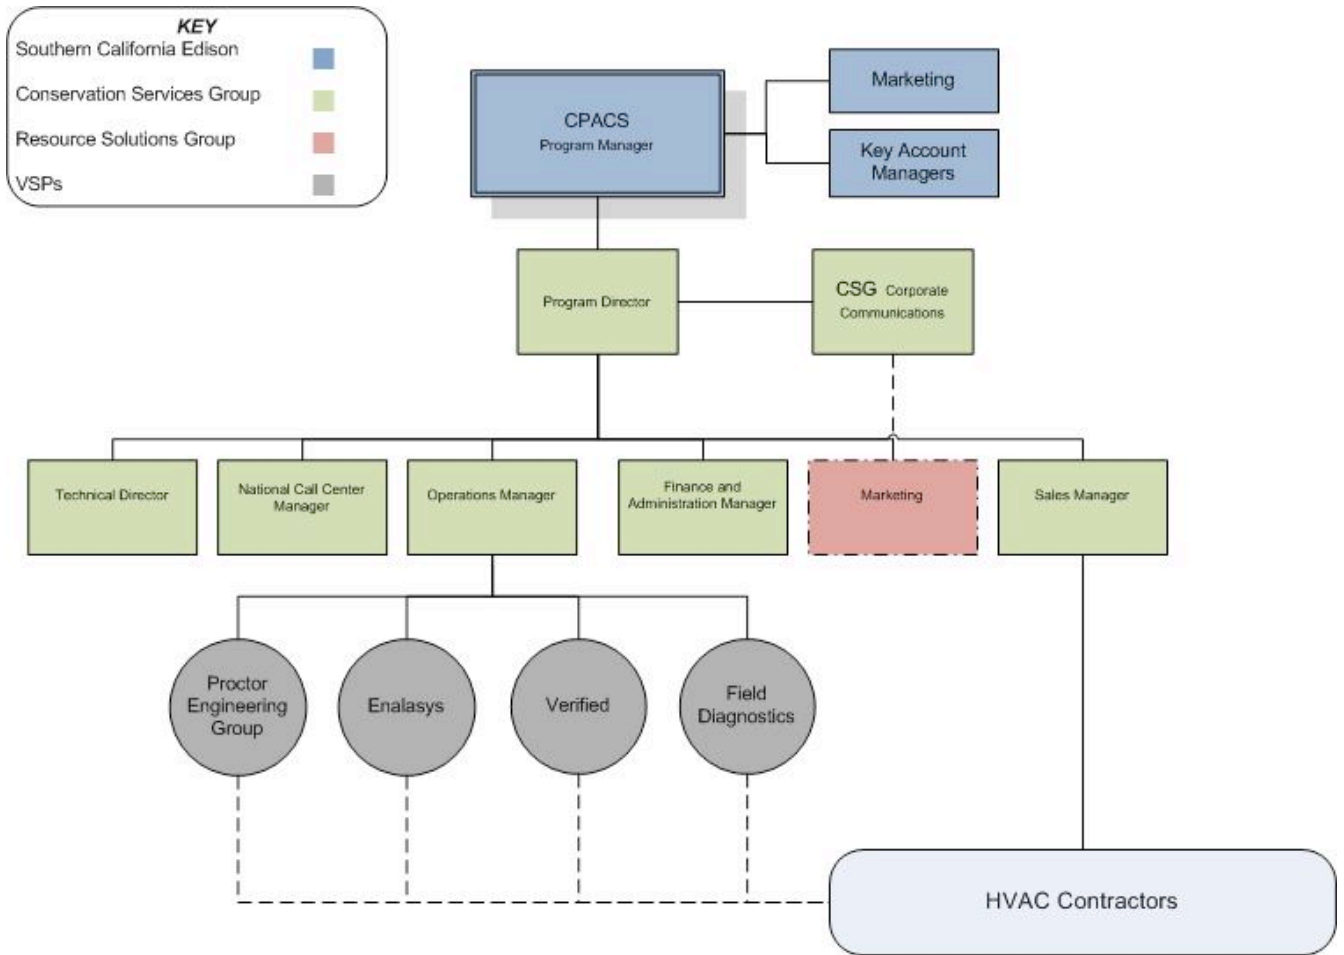 KEY
Southern California Edison
Conservation Services Group
Resource Solutions Group
VSPs
CPACS
Program Manager
Marketing
Key Account
Managers
Program Director
CSG Corporate
Communications
Technical Director
National Call Center
Manager
Operations Manager
Finance and
Administration Manager
Marketing
Sales Manager
Proctor
Engineering
Group
Enalasys
Verified
Field
Diagnostics
HVAC Contractors